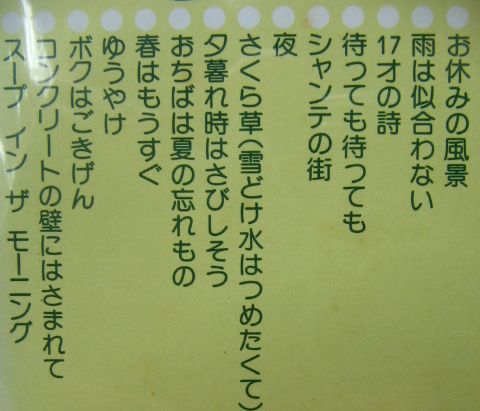 お休みの風景
雨は似合わない
17才の詩
待つても待つても
シャンテの街
夜
さくら草(雪どけ水はつめたくて)
夕暮れ時はさびしそう
おちばは夏の忘れもの
春はもうすぐ
ゆうやけ
ボクはごきげん
コンクリートの壁にはさまれて
スープ イン ザ モーニング